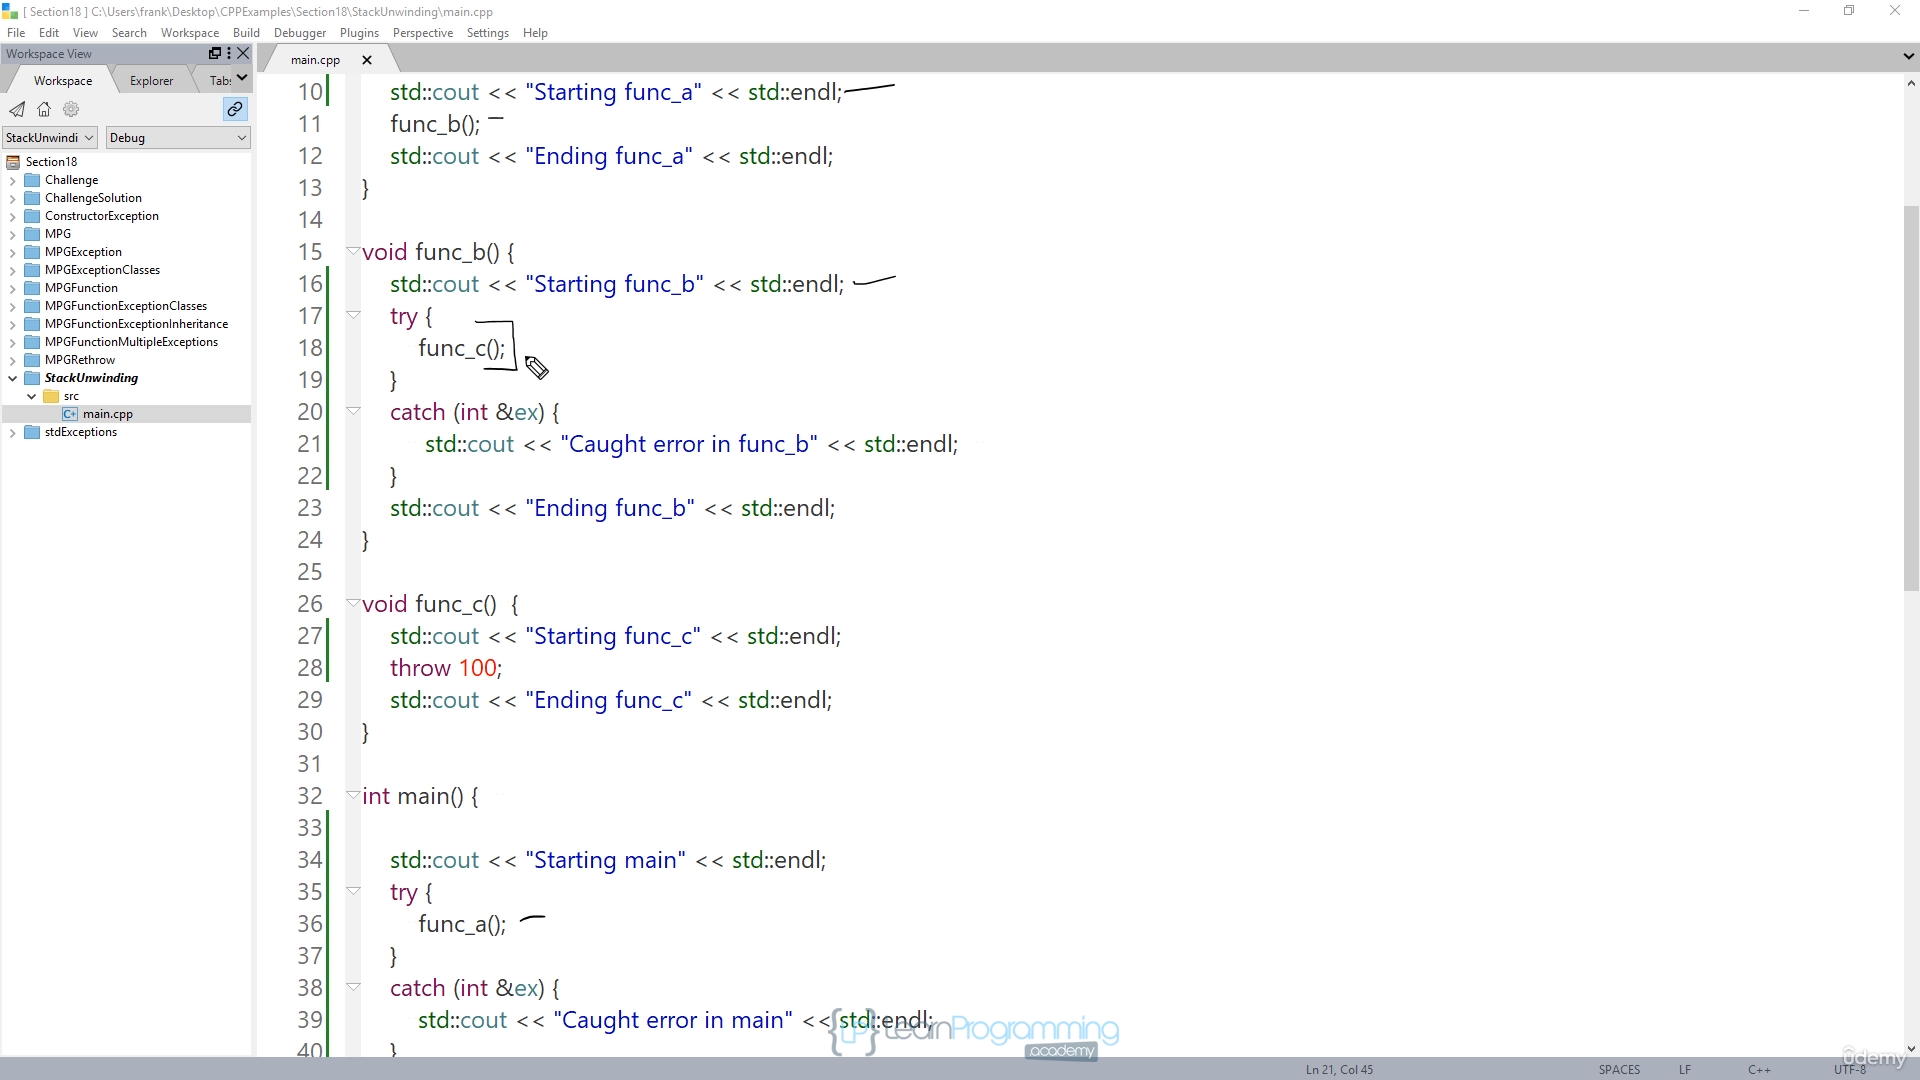 [ Section18 ] C:\Users\frank\Desktop\CPPExamples\Section18\StackUnwinding\main.cpp
File Edit View Search Workspace Build Debugger Plugins Perspective Settings Help
Workspace View
main.cpp
Workspace Explorer Tabs
StackUnwindi Debug
Section18
Challenge
ChallengeSolution
ConstructorException
MPG
MPGException
MPGExceptionClasses
MPGFunction
MPGFunctionExceptionClasses
MPGFunctionExceptionInheritance
MPGFunctionMultipleExceptions
MPGRethrow
StackUnwinding
src
main.cpp
stdExceptions
10 std::cout << "Starting func_a" << std::endl;
11 func_b();
12 std::cout << "Ending func_a" << std::endl;
13 }
14
15 void func_b() {
16 std::cout << "Starting func_b" << std::endl;
17 try {
18 func_c();
19 }
20 catch (int &ex) {
21 std::cout << "Caught error in func_b" << std::endl;
22 }
23 std::cout << "Ending func_b" << std::endl;
24 }
25
26 void func_c() {
27 std::cout << "Starting func_c" << std::endl;
28 throw 100;
29 std::cout << "Ending func_c" << std::endl;
30 }
31
32 int main() {
33
34 std::cout << "Starting main" << std::endl;
35 try {
36 func_a();
37 }
38 catch (int &ex) {
39 std::cout << "Caught error in main" << std::endl;
40 }
{LP} LearnProgramming
.academy
Ln 21, Col 45 SPACES LF C++ UTF-8
ûdemy